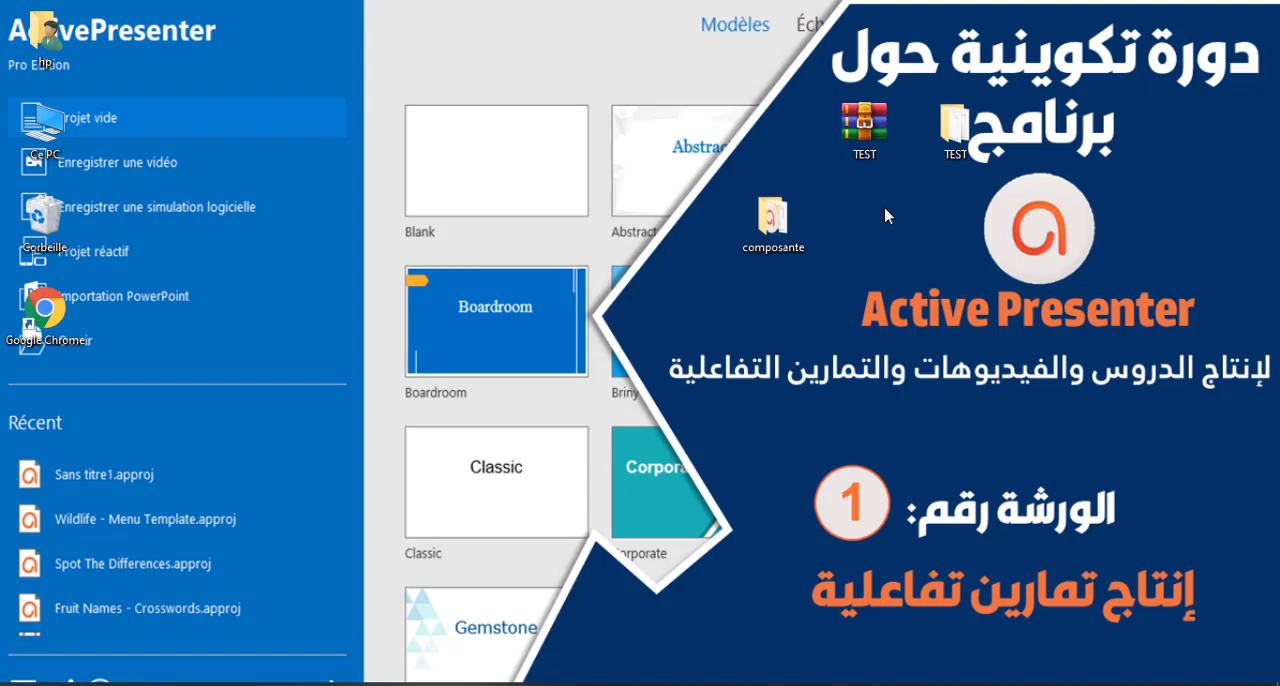 ActivePresenter
Pro Edition
hp
Projet vide
Ce PC
Enregistrer une vidéo
Enregistrer une simulation logicielle
Corbeille
Projet réactif
Importation PowerPoint
Google Chrome
Récent
Sans titre1.approj
Wildlife - Menu Template.approj
Spot The Differences.approj
Fruit Names - Crosswords.approj
Modèles
Blank
Abstract
Boardroom
Boardroom
Briny
Classic
Classic
Corporate
Gemstone
TEST
TEST
composante
دورة تكوينية حول
برنامج
Active Presenter
لإنتاج الدروس والفيديوهات والتمارين التفاعلية
الورشة رقم: 1
إنتاج تمارين تفاعلية